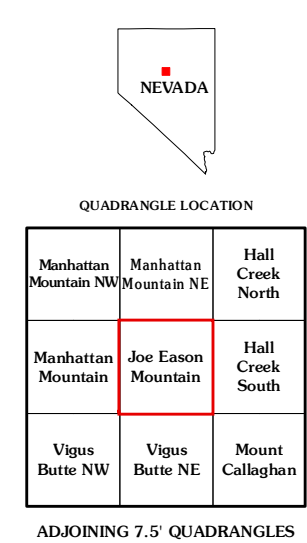 NEVADA
QUADRANGLE LOCATION
Manhattan
Mountain NW
Manhattan
Mountain NE
Hall
Creek
North
Manhattan
Mountain
Joe Eason
Mountain
Hall
Creek
South
Vigus
Butte NW
Vigus
Butte NE
Mount
Callaghan
ADJOINING 7.5' QUADRANGLES